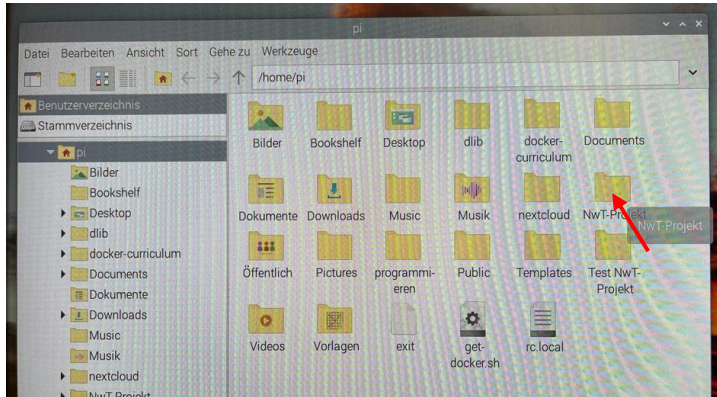 pi
Datei Bearbeiten Ansicht Sort Gehe zu Werkzeuge
/home/pi
Benutzerverzeichnis
Stammverzeichnis
pi
Bilder
Bookshelf
Desktop
dlib
docker-curriculum
Documents
Dokumente
Downloads
Music
Musik
nextcloud
NwT-Projekt
Bilder Bookshelf Desktop dlib docker- Documents
curriculum
Dokumente Downloads Music Musik nextcloud NwT-Projekt
NwT-Projekt
Öffentlich Pictures programmi- Public Templates Test NwT-
eren Projekt
Videos Vorlagen exit get- rc.local
docker.sh